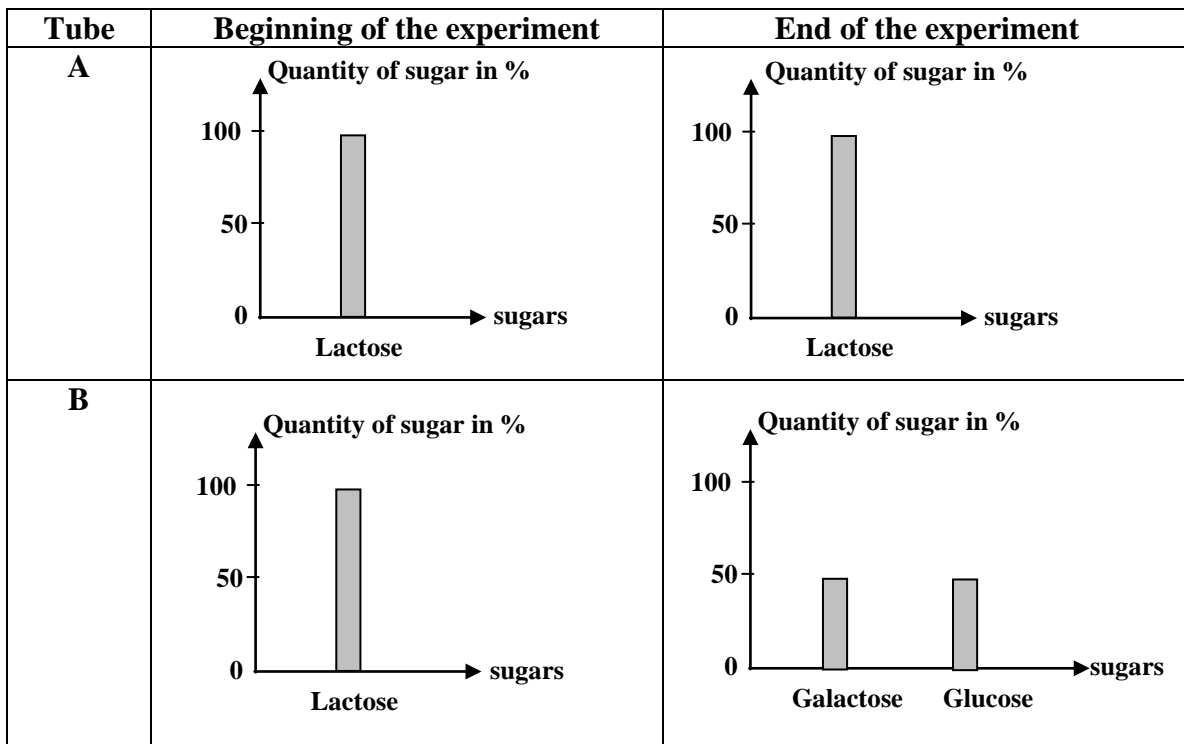 Tube Beginning of the experiment End of the experiment
A
Quantity of sugar in %
100
50
0
sugars
Lactose
Quantity of sugar in %
100
50
0
sugars
Lactose
B
Quantity of sugar in %
100
50
0
sugars
Lactose
Quantity of sugar in %
100
50
0
sugars
Galactose Glucose